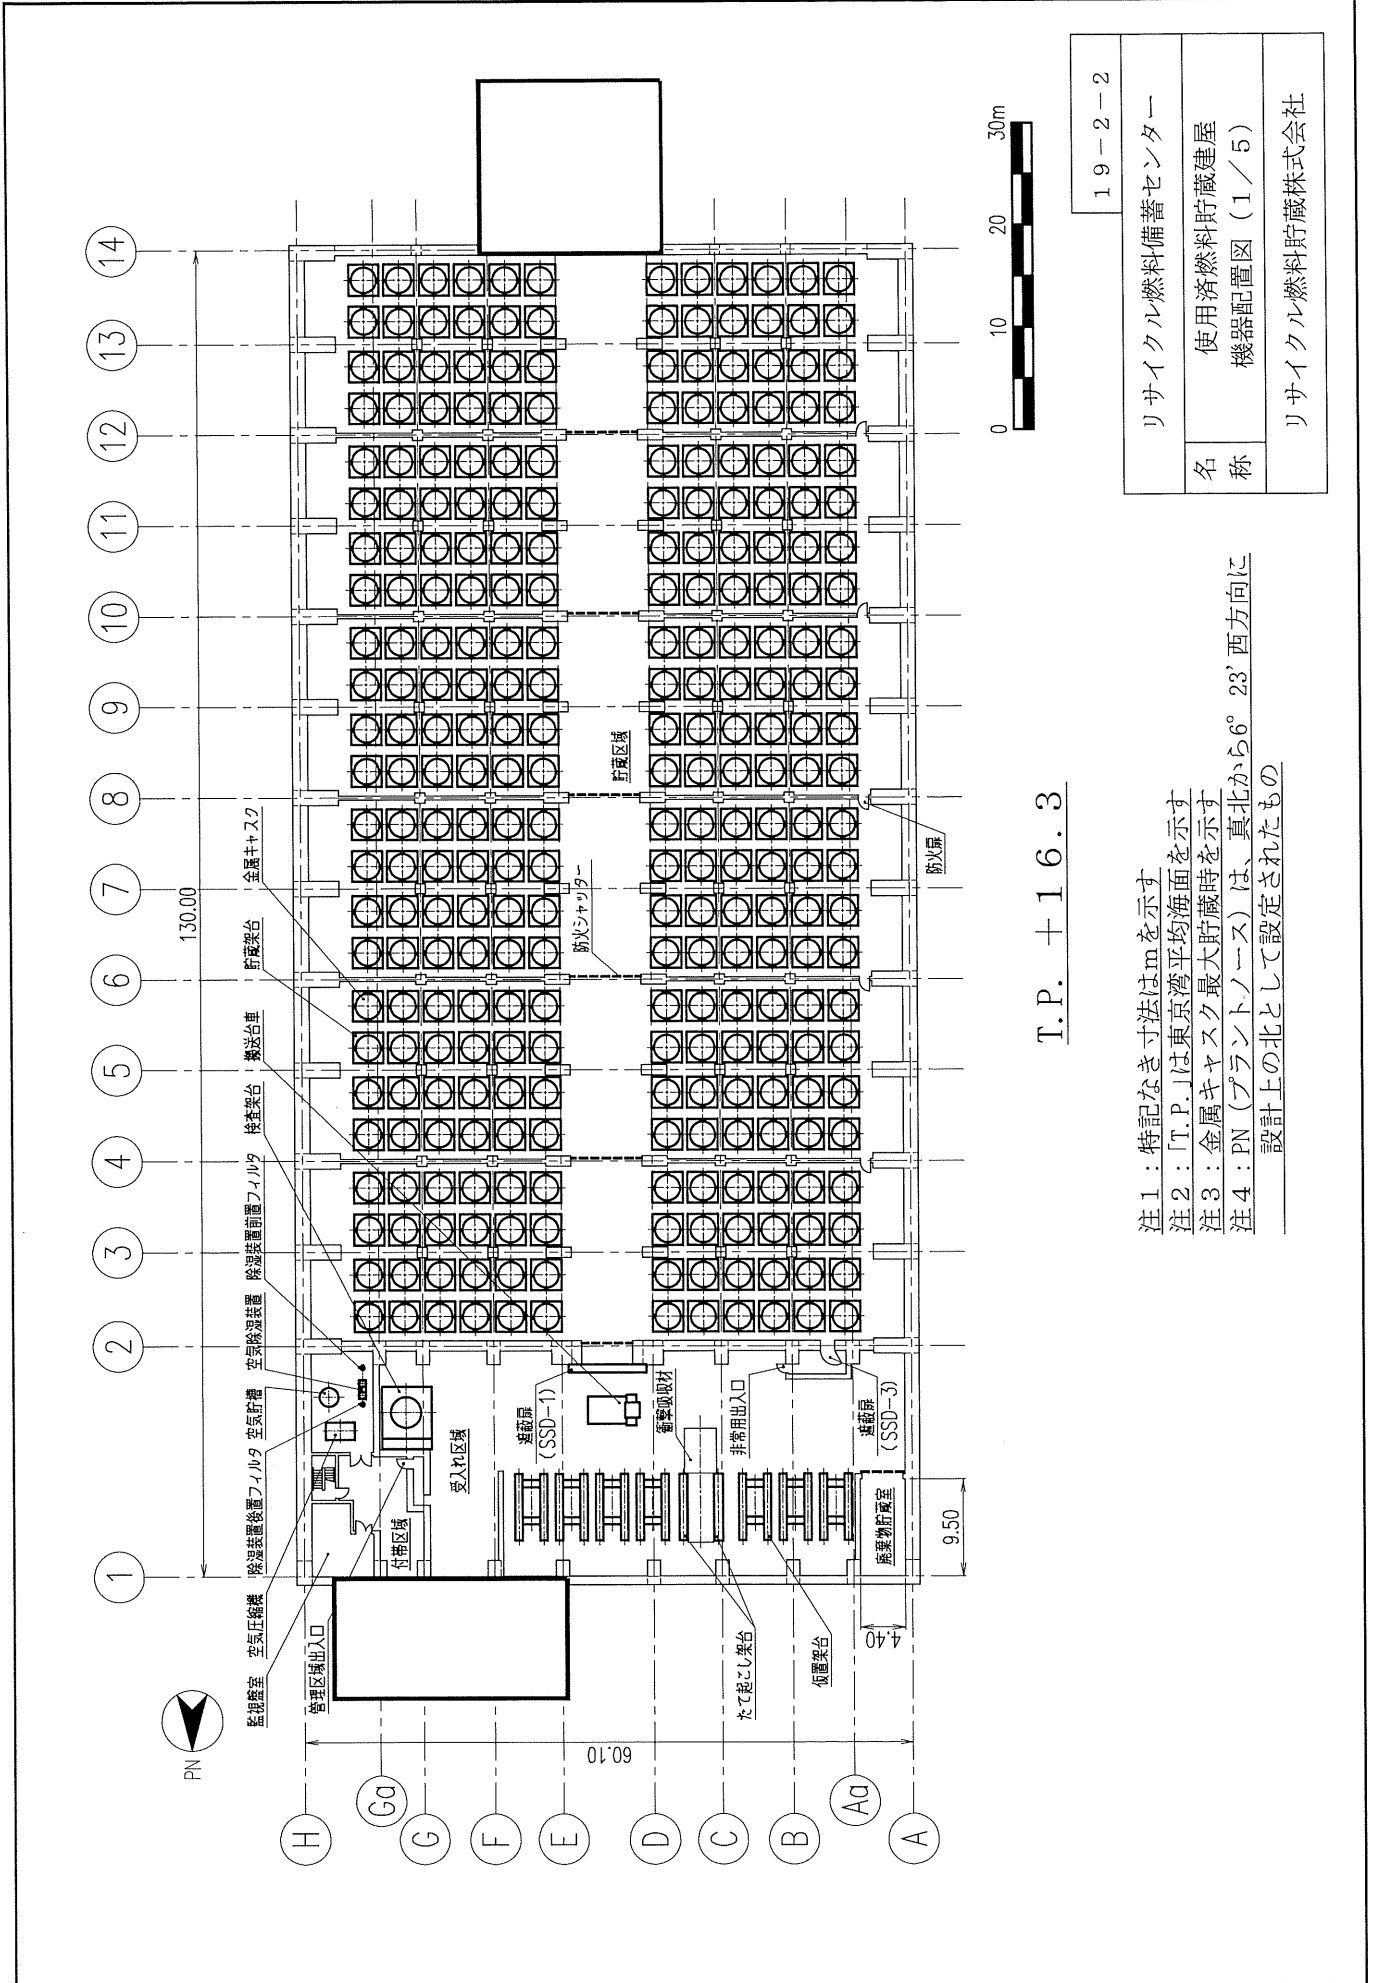 PN
1
2
3
4
5
6
7
8
9
10
11
12
13
14
130.00
監視盤室
空気圧縮機
除湿装置後置フィルタ
空気貯槽
空気除湿装置
除湿装置前置フィルタ
検査架台
搬送台車
貯蔵架台
金属キャスク
管理区域出入口
付帯区域
受入れ区域
遮蔽扉
(SSD-1)
防火シャッター
貯蔵区域
衝撃吸収材
非常用出入口
遮蔽扉
(SSD-3)
廃棄物貯蔵室
防火扉
たて起こし架台
仮置架台
60.10
4.40
9.50
H
Ga
G
F
E
D
C
B
Aa
A
0
10
20
30m
T.P. +16.3
注1：特記なき寸法はmを示す
注2：「T.P.」は東京湾平均海面を示す
注3：金属キャスク最大貯蔵時を示す
注4：PN（プラントノース）は、真北から6° 23’ 西方向に
設計上の北として設定されたもの
19－2－2
リサイクル燃料備蓄センター
名称
使用済燃料貯蔵建屋
機器配置図（1／5）
リサイクル燃料貯蔵株式会社